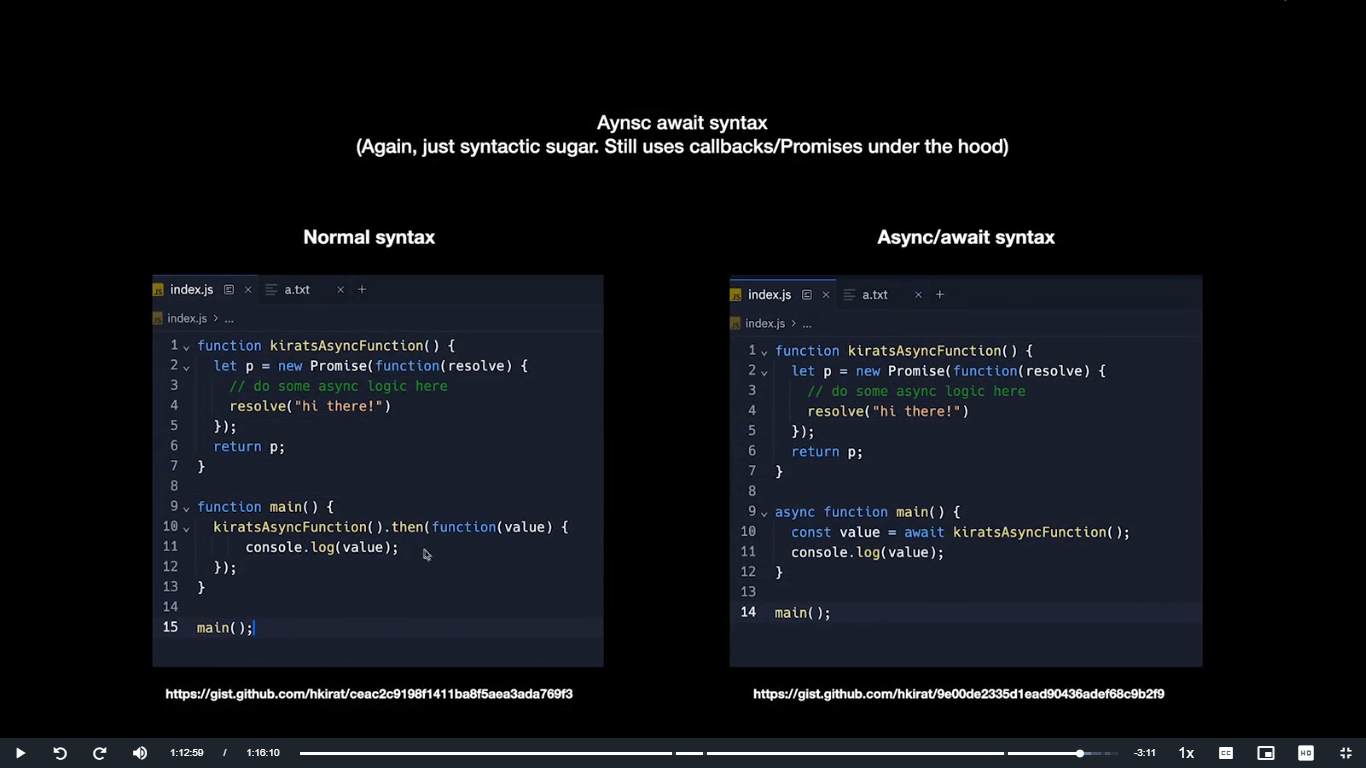 Aynsc await syntax
(Again, just syntactic sugar. Still uses callbacks/Promises under the hood)
Normal syntax
index.js
a.txt
index.js > ...
1 function kiratsAsyncFunction() {
2 let p = new Promise(function(resolve) {
3 // do some async logic here
4 resolve("hi there!")
5 });
6 return p;
7 }
8
9 function main() {
10 kiratsAsyncFunction().then(function(value) {
11 console.log(value);
12 });
13 }
14
15 main();
https://gist.github.com/hkirat/ceac2c9198f1411ba8f5aea3ada769f3
Async/await syntax
index.js
a.txt
index.js > ...
1 function kiratsAsyncFunction() {
2 let p = new Promise(function(resolve) {
3 // do some async logic here
4 resolve("hi there!")
5 });
6 return p;
7 }
8
9 async function main() {
10 const value = await kiratsAsyncFunction();
11 console.log(value);
12 }
13
14 main();
https://gist.github.com/hkirat/9e00de2335d1ead90436adef68c9b2f9
1:12:59 / 1:16:10 -3:11 1x CC HD